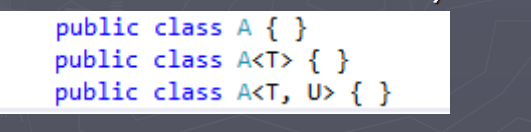 public class A { }
public class A<T> { }
public class A<T, U> { }